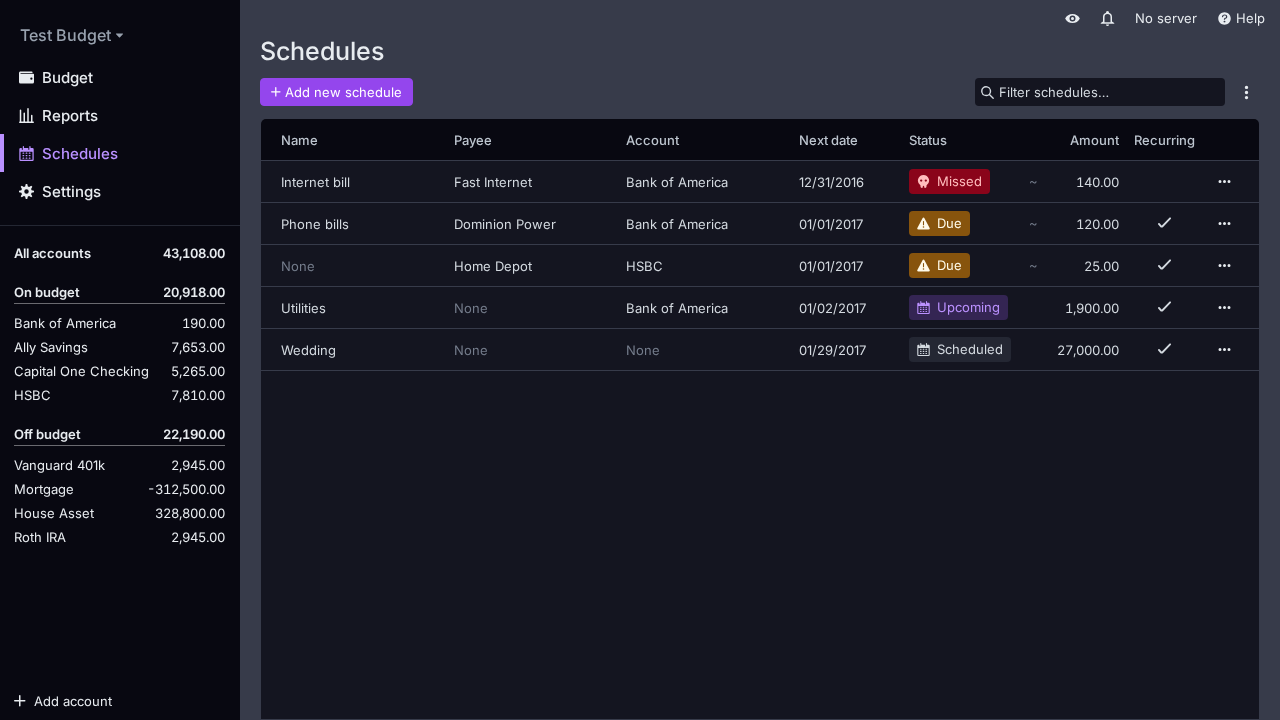 Test Budget
Budget
Reports
Schedules
Settings
All accounts 43,108.00
On budget 20,918.00
Bank of America 190.00
Ally Savings 7,653.00
Capital One Checking 5,265.00
HSBC 7,810.00
Off budget 22,190.00
Vanguard 401k 2,945.00
Mortgage -312,500.00
House Asset 328,800.00
Roth IRA 2,945.00
Add account
No server Help
Schedules
Add new schedule
Filter schedules...
Name Payee Account Next date Status Amount Recurring
Internet bill Fast Internet Bank of America 12/31/2016 Missed ~ 140.00
Phone bills Dominion Power Bank of America 01/01/2017 Due ~ 120.00
None Home Depot HSBC 01/01/2017 Due ~ 25.00
Utilities None Bank of America 01/02/2017 Upcoming 1,900.00
Wedding None None 01/29/2017 Scheduled 27,000.00